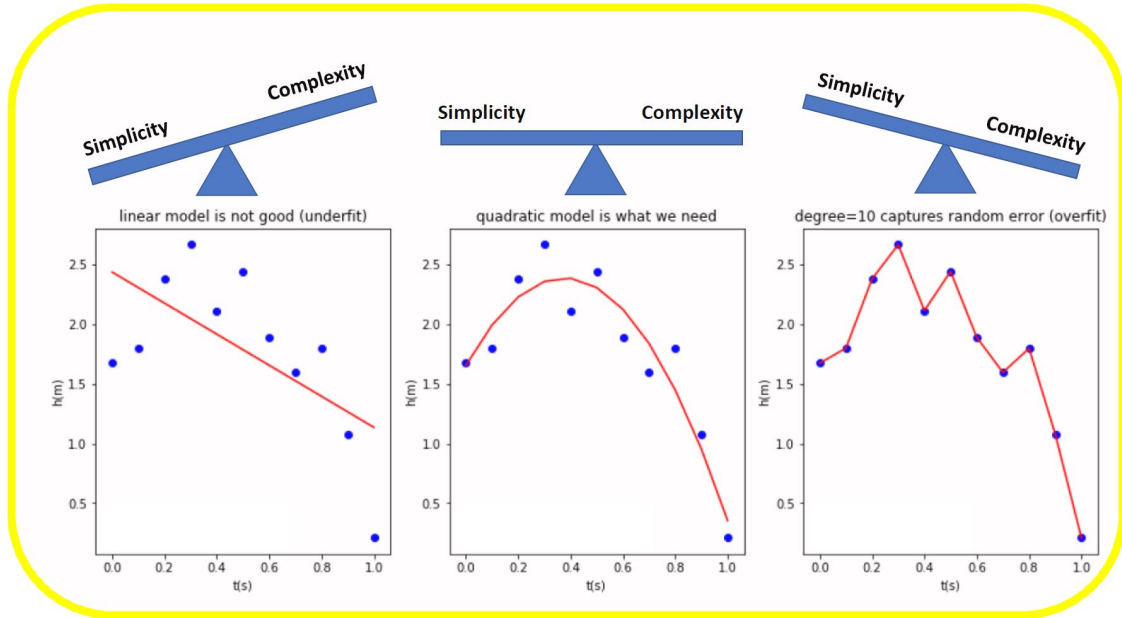 Simplicity
Complexity
Simplicity
Complexity
Simplicity
Complexity
linear model is not good (underfit)
h(m)
2.5
2.0
1.5
1.0
0.5
0.0 0.2 0.4 0.6 0.8 1.0
t(s)
quadratic model is what we need
h(m)
2.5
2.0
1.5
1.0
0.5
0.0 0.2 0.4 0.6 0.8 1.0
t(s)
degree=10 captures random error (overfit)
h(m)
2.5
2.0
1.5
1.0
0.5
0.0 0.2 0.4 0.6 0.8 1.0
t(s)